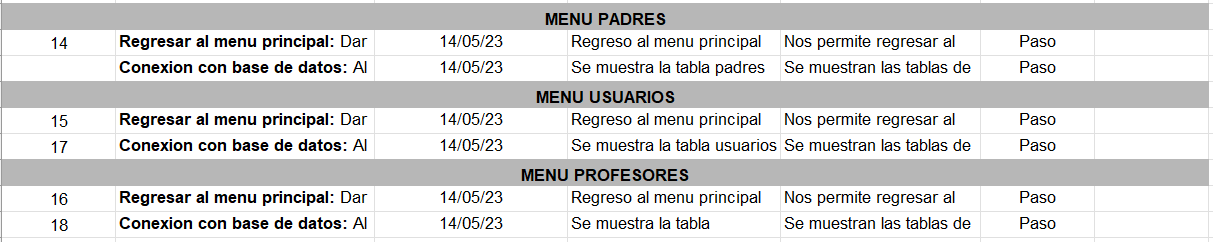 MENU PADRES
14 Regresar al menu principal: Dar 14/05/23 Regreso al menu principal Nos permite regresar al Paso
Conexion con base de datos: Al 14/05/23 Se muestra la tabla padres Se muestran las tablas de Paso
MENU USUARIOS
15 Regresar al menu principal: Dar 14/05/23 Regreso al menu principal Nos permite regresar al Paso
17 Conexion con base de datos: Al 14/05/23 Se muestra la tabla usuarios Se muestran las tablas de Paso
MENU PROFESORES
16 Regresar al menu principal: Dar 14/05/23 Regreso al menu principal Nos permite regresar al Paso
18 Conexion con base de datos: Al 14/05/23 Se muestra la tabla Se muestran las tablas de Paso